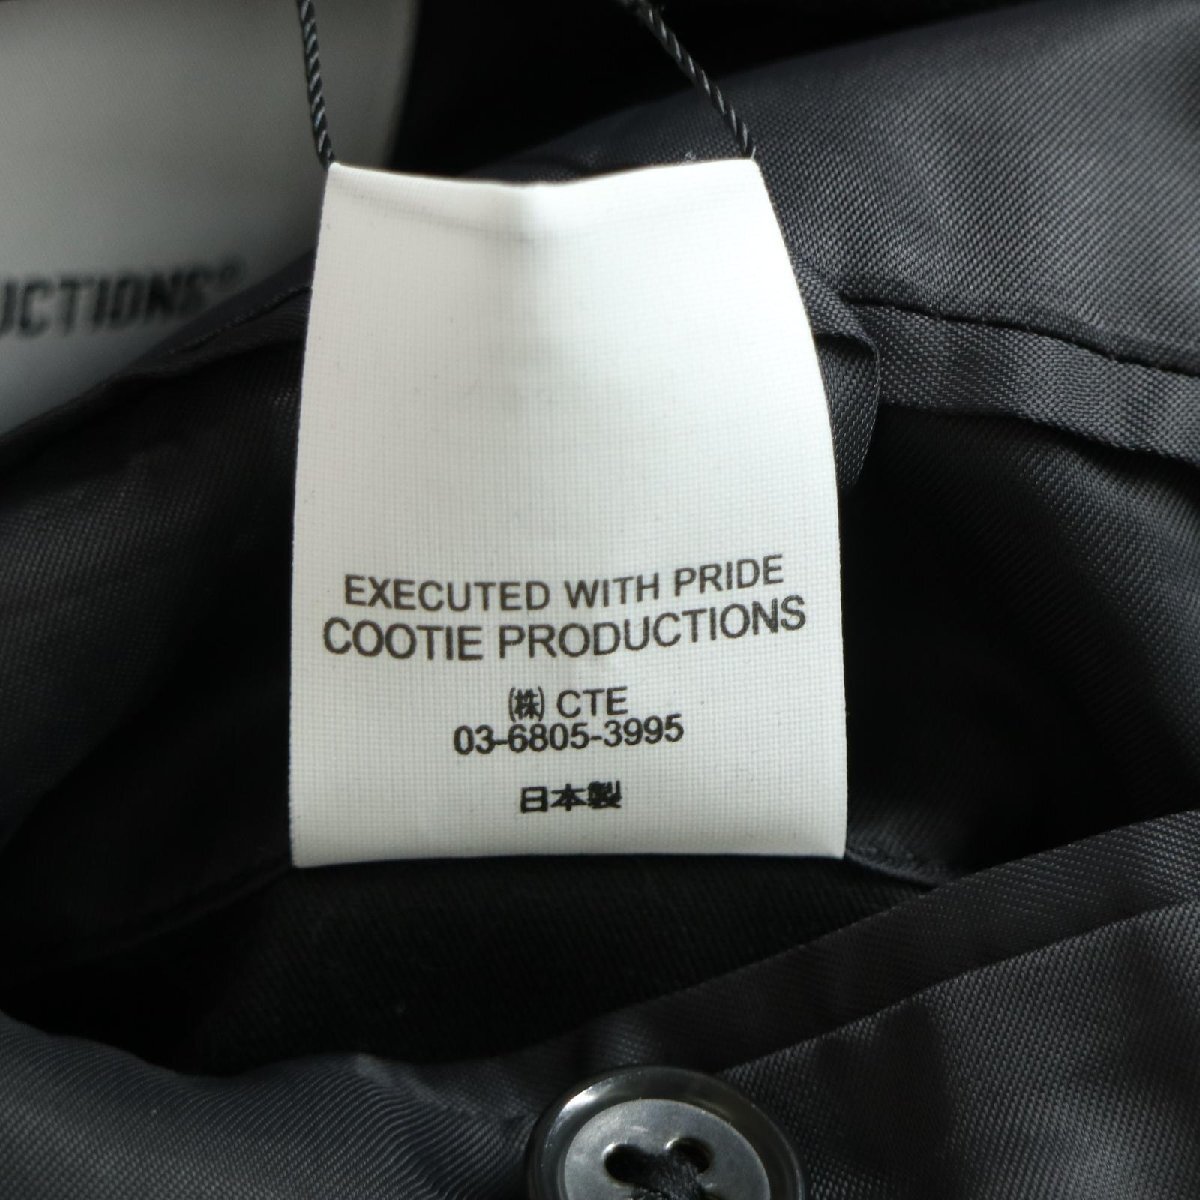 UCTIONS®
EXECUTED WITH PRIDE
COOTIE PRODUCTIONS
㈱ CTE
03-6805-3995
日本製